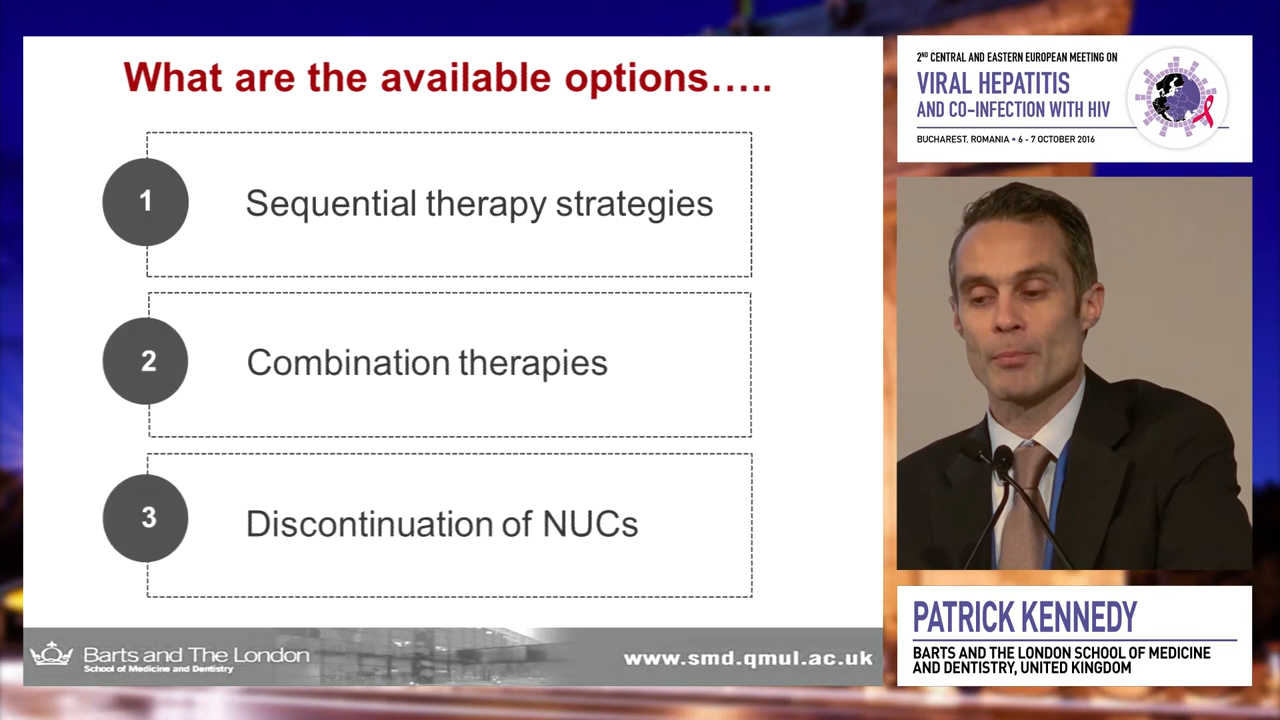 What are the available options…..
1
Sequential therapy strategies
2
Combination therapies
3
Discontinuation of NUCs
Barts and The London
School of Medicine and Dentistry
www.smd.qmul.ac.uk
2ND CENTRAL AND EASTERN EUROPEAN MEETING ON
VIRAL HEPATITIS
AND CO-INFECTION WITH HIV
BUCHAREST, ROMANIA • 6 - 7 OCTOBER 2016
PATRICK KENNEDY
BARTS AND THE LONDON SCHOOL OF MEDICINE
AND DENTISTRY, UNITED KINGDOM